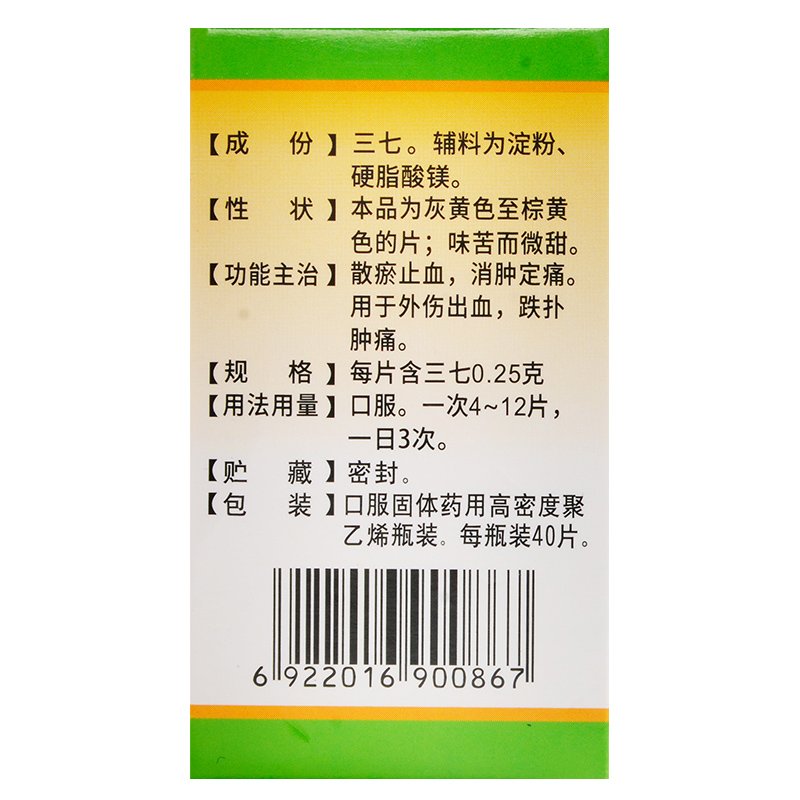 【成 份】三七。辅料为淀粉、
硬脂酸镁。
【性 状】本品为灰黄色至棕黄
色的片；味苦而微甜。
【功能主治】散瘀止血，消肿定痛。
用于外伤出血，跌扑
肿痛。
【规 格】每片含三七0.25克
【用法用量】口服。一次4~12片，
一日3次。
【贮 藏】密封。
【包 装】口服固体药用高密度聚
乙烯瓶装。每瓶装40片。
6 922016 900867